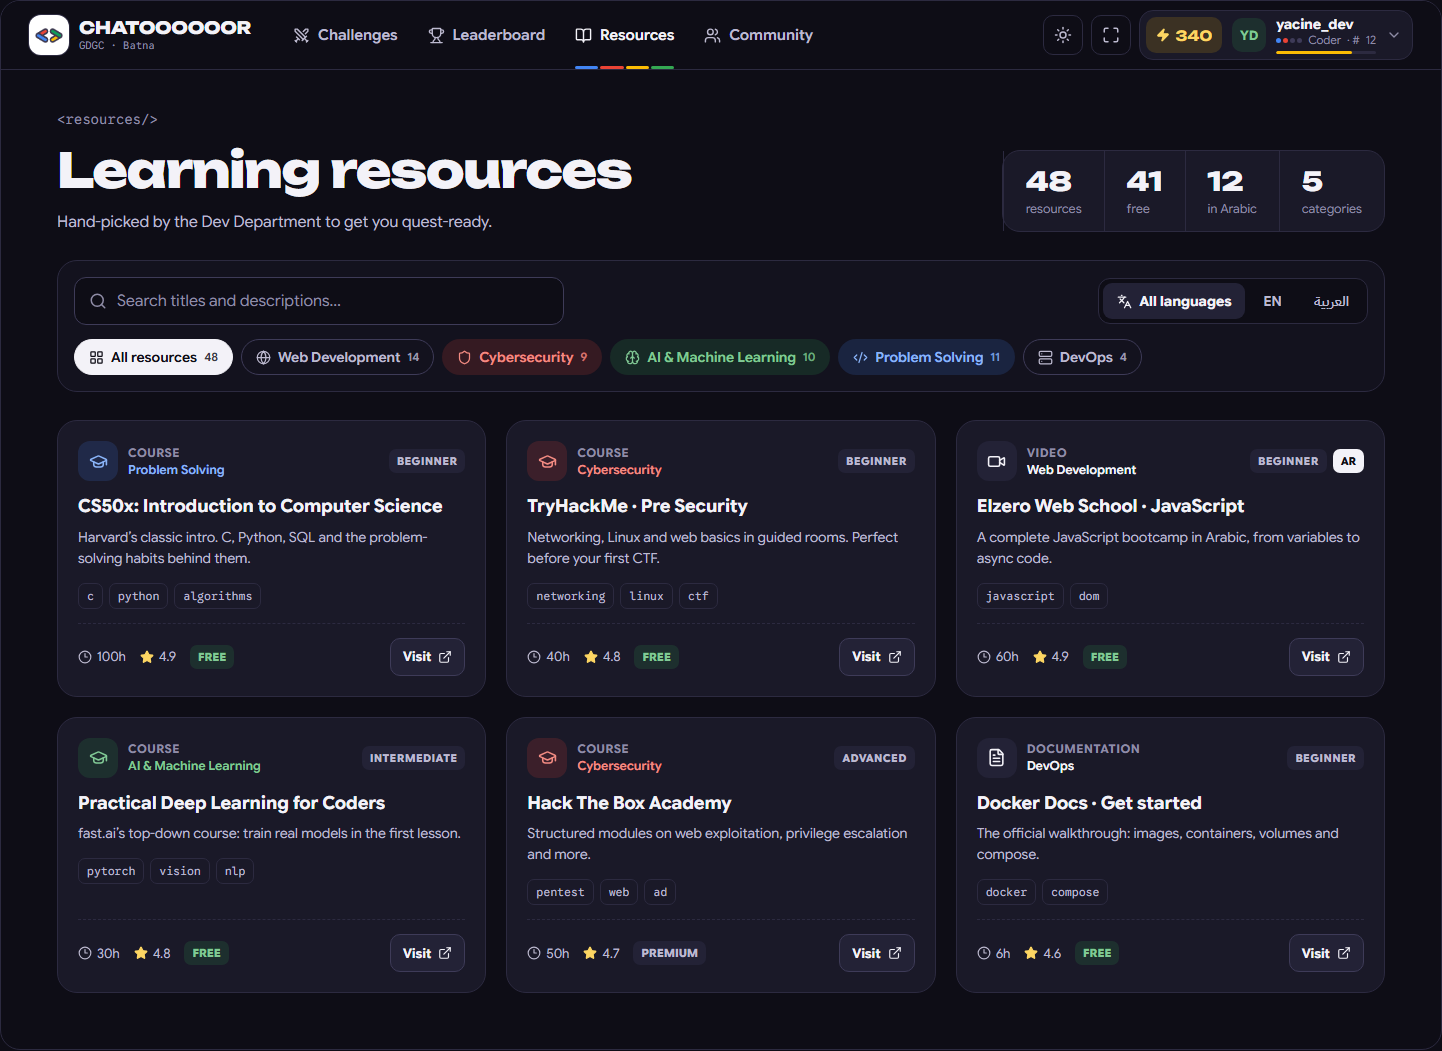 CHATOOOOOOR
GDGC · Batna
Challenges
Leaderboard
Resources
Community
340
YD
yacine_dev
Coder · # 12
<resources/>
Learning resources
Hand-picked by the Dev Department to get you quest-ready.
48
resources
41
free
12
in Arabic
5
categories
Search titles and descriptions...
All languages
EN
العربية
All resources 48
Web Development 14
Cybersecurity 9
AI & Machine Learning 10
Problem Solving 11
DevOps 4
COURSE
Problem Solving
BEGINNER
CS50x: Introduction to Computer Science
Harvard’s classic intro. C, Python, SQL and the problem-
solving habits behind them.
c python algorithms
100h 4.9 FREE Visit
COURSE
Cybersecurity
BEGINNER
TryHackMe · Pre Security
Networking, Linux and web basics in guided rooms. Perfect
before your first CTF.
networking linux ctf
40h 4.8 FREE Visit
VIDEO
Web Development
BEGINNER AR
Elzero Web School · JavaScript
A complete JavaScript bootcamp in Arabic, from variables to
async code.
javascript dom
60h 4.9 FREE Visit
COURSE
AI & Machine Learning
INTERMEDIATE
Practical Deep Learning for Coders
fast.ai’s top-down course: train real models in the first lesson.
pytorch vision nlp
30h 4.8 FREE Visit
COURSE
Cybersecurity
ADVANCED
Hack The Box Academy
Structured modules on web exploitation, privilege escalation
and more.
pentest web ad
50h 4.7 PREMIUM Visit
DOCUMENTATION
DevOps
BEGINNER
Docker Docs · Get started
The official walkthrough: images, containers, volumes and
compose.
docker compose
6h 4.6 FREE Visit